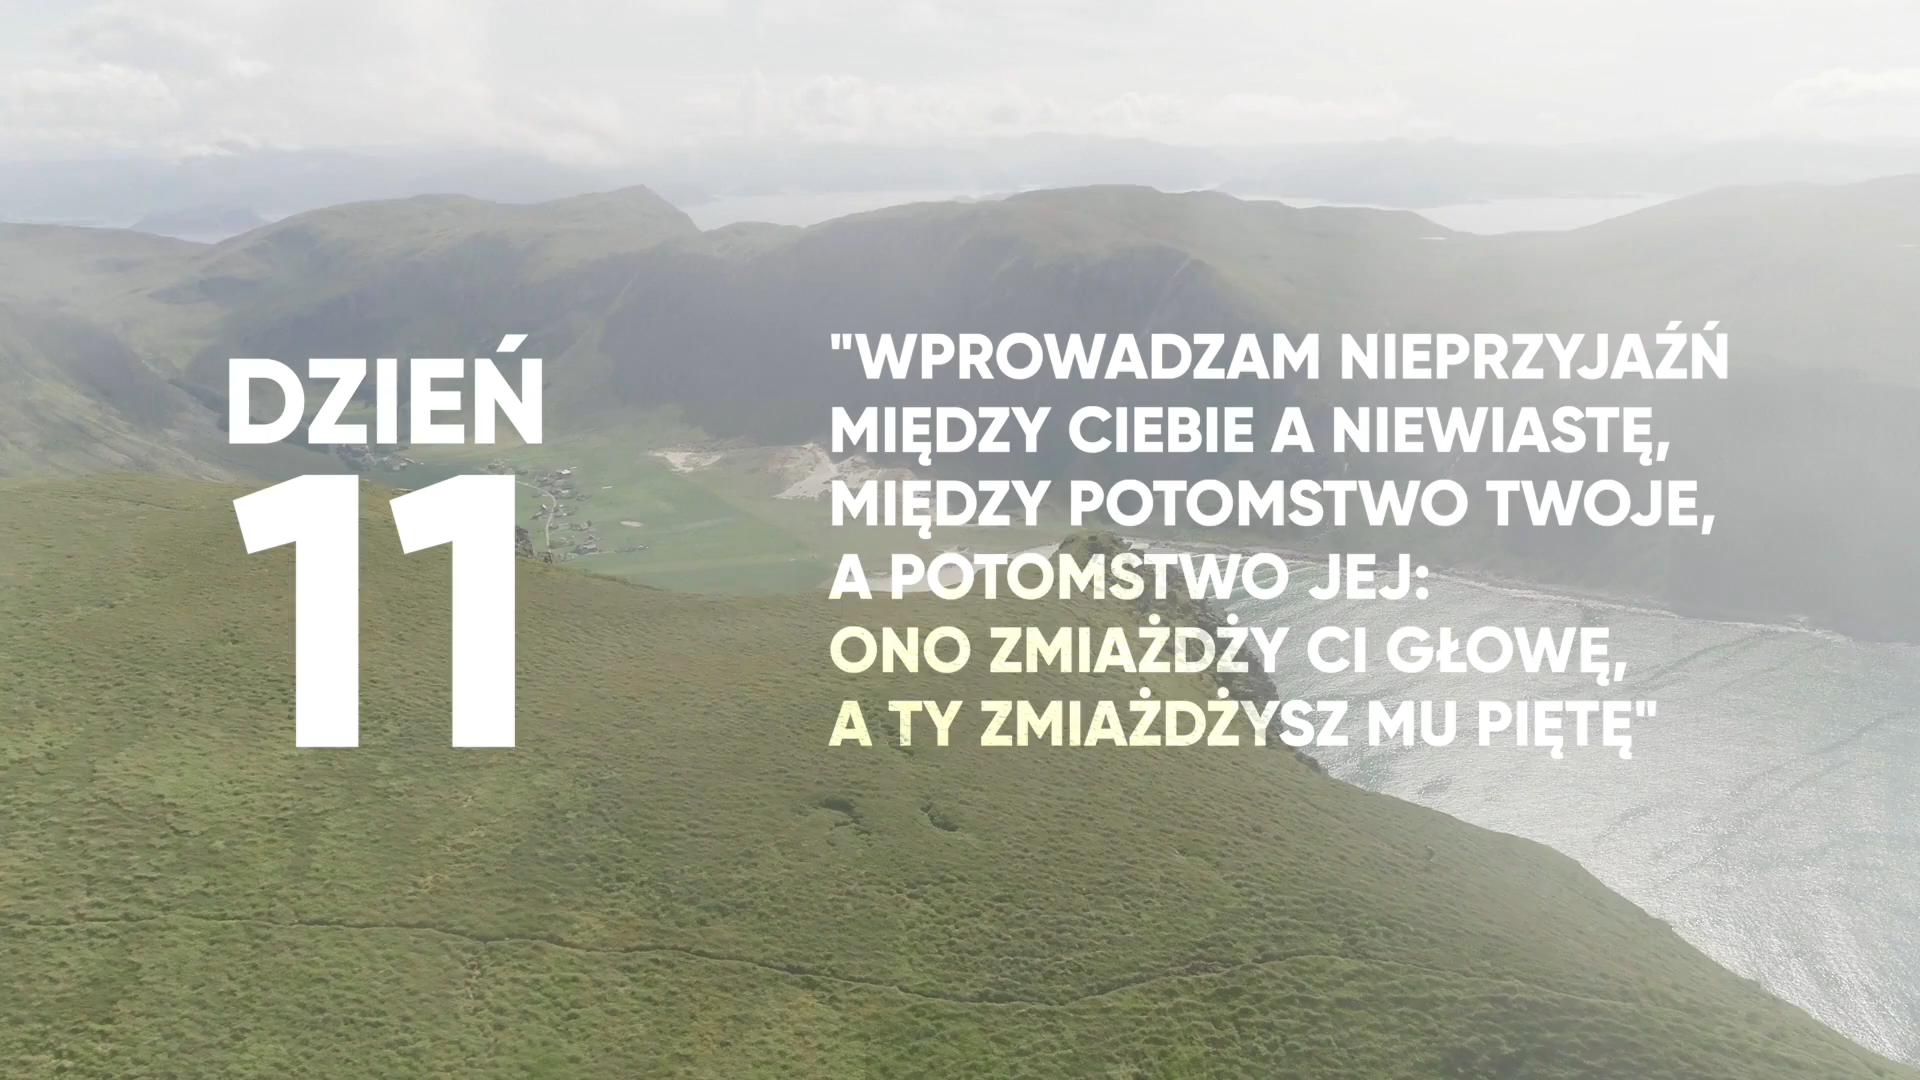 DZIEŃ
11
"WPROWADZAM NIEPRZYJAŹŃ
MIĘDZY CIEBIE A NIEWIASTĘ,
MIĘDZY POTOMSTWO TWOJE,
A POTOMSTWO JEJ:
ONO ZMIAŻDŻY CI GŁOWĘ,
A TY ZMIAŻDŻYSZ MU PIĘTĘ"